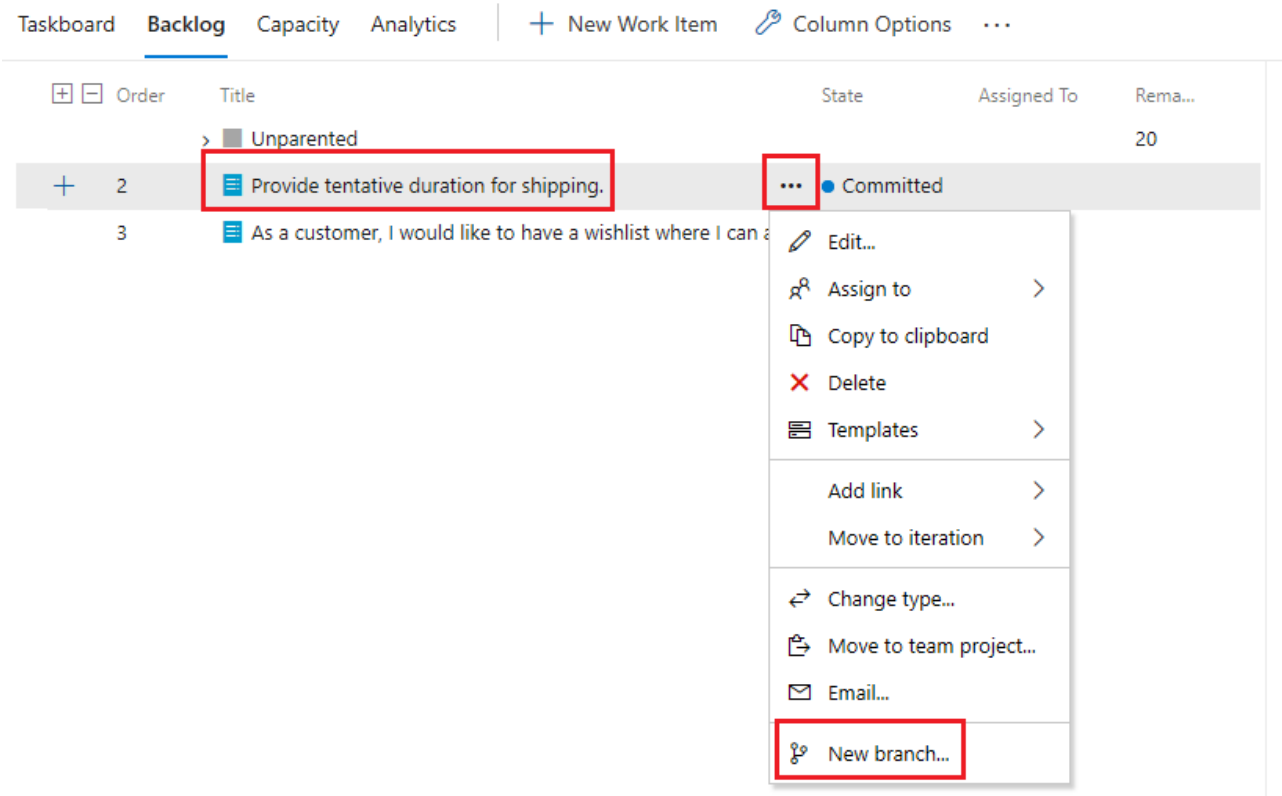 Taskboard Backlog Capacity Analytics New Work Item Column Options ...
Order Title State Assigned To Rema...
Unparented 20
2 Provide tentative duration for shipping. ... Committed
3 As a customer, I would like to have a wishlist where I can
Edit...
Assign to
Copy to clipboard
Delete
Templates
Add link
Move to iteration
Change type...
Move to team project...
Email...
New branch...